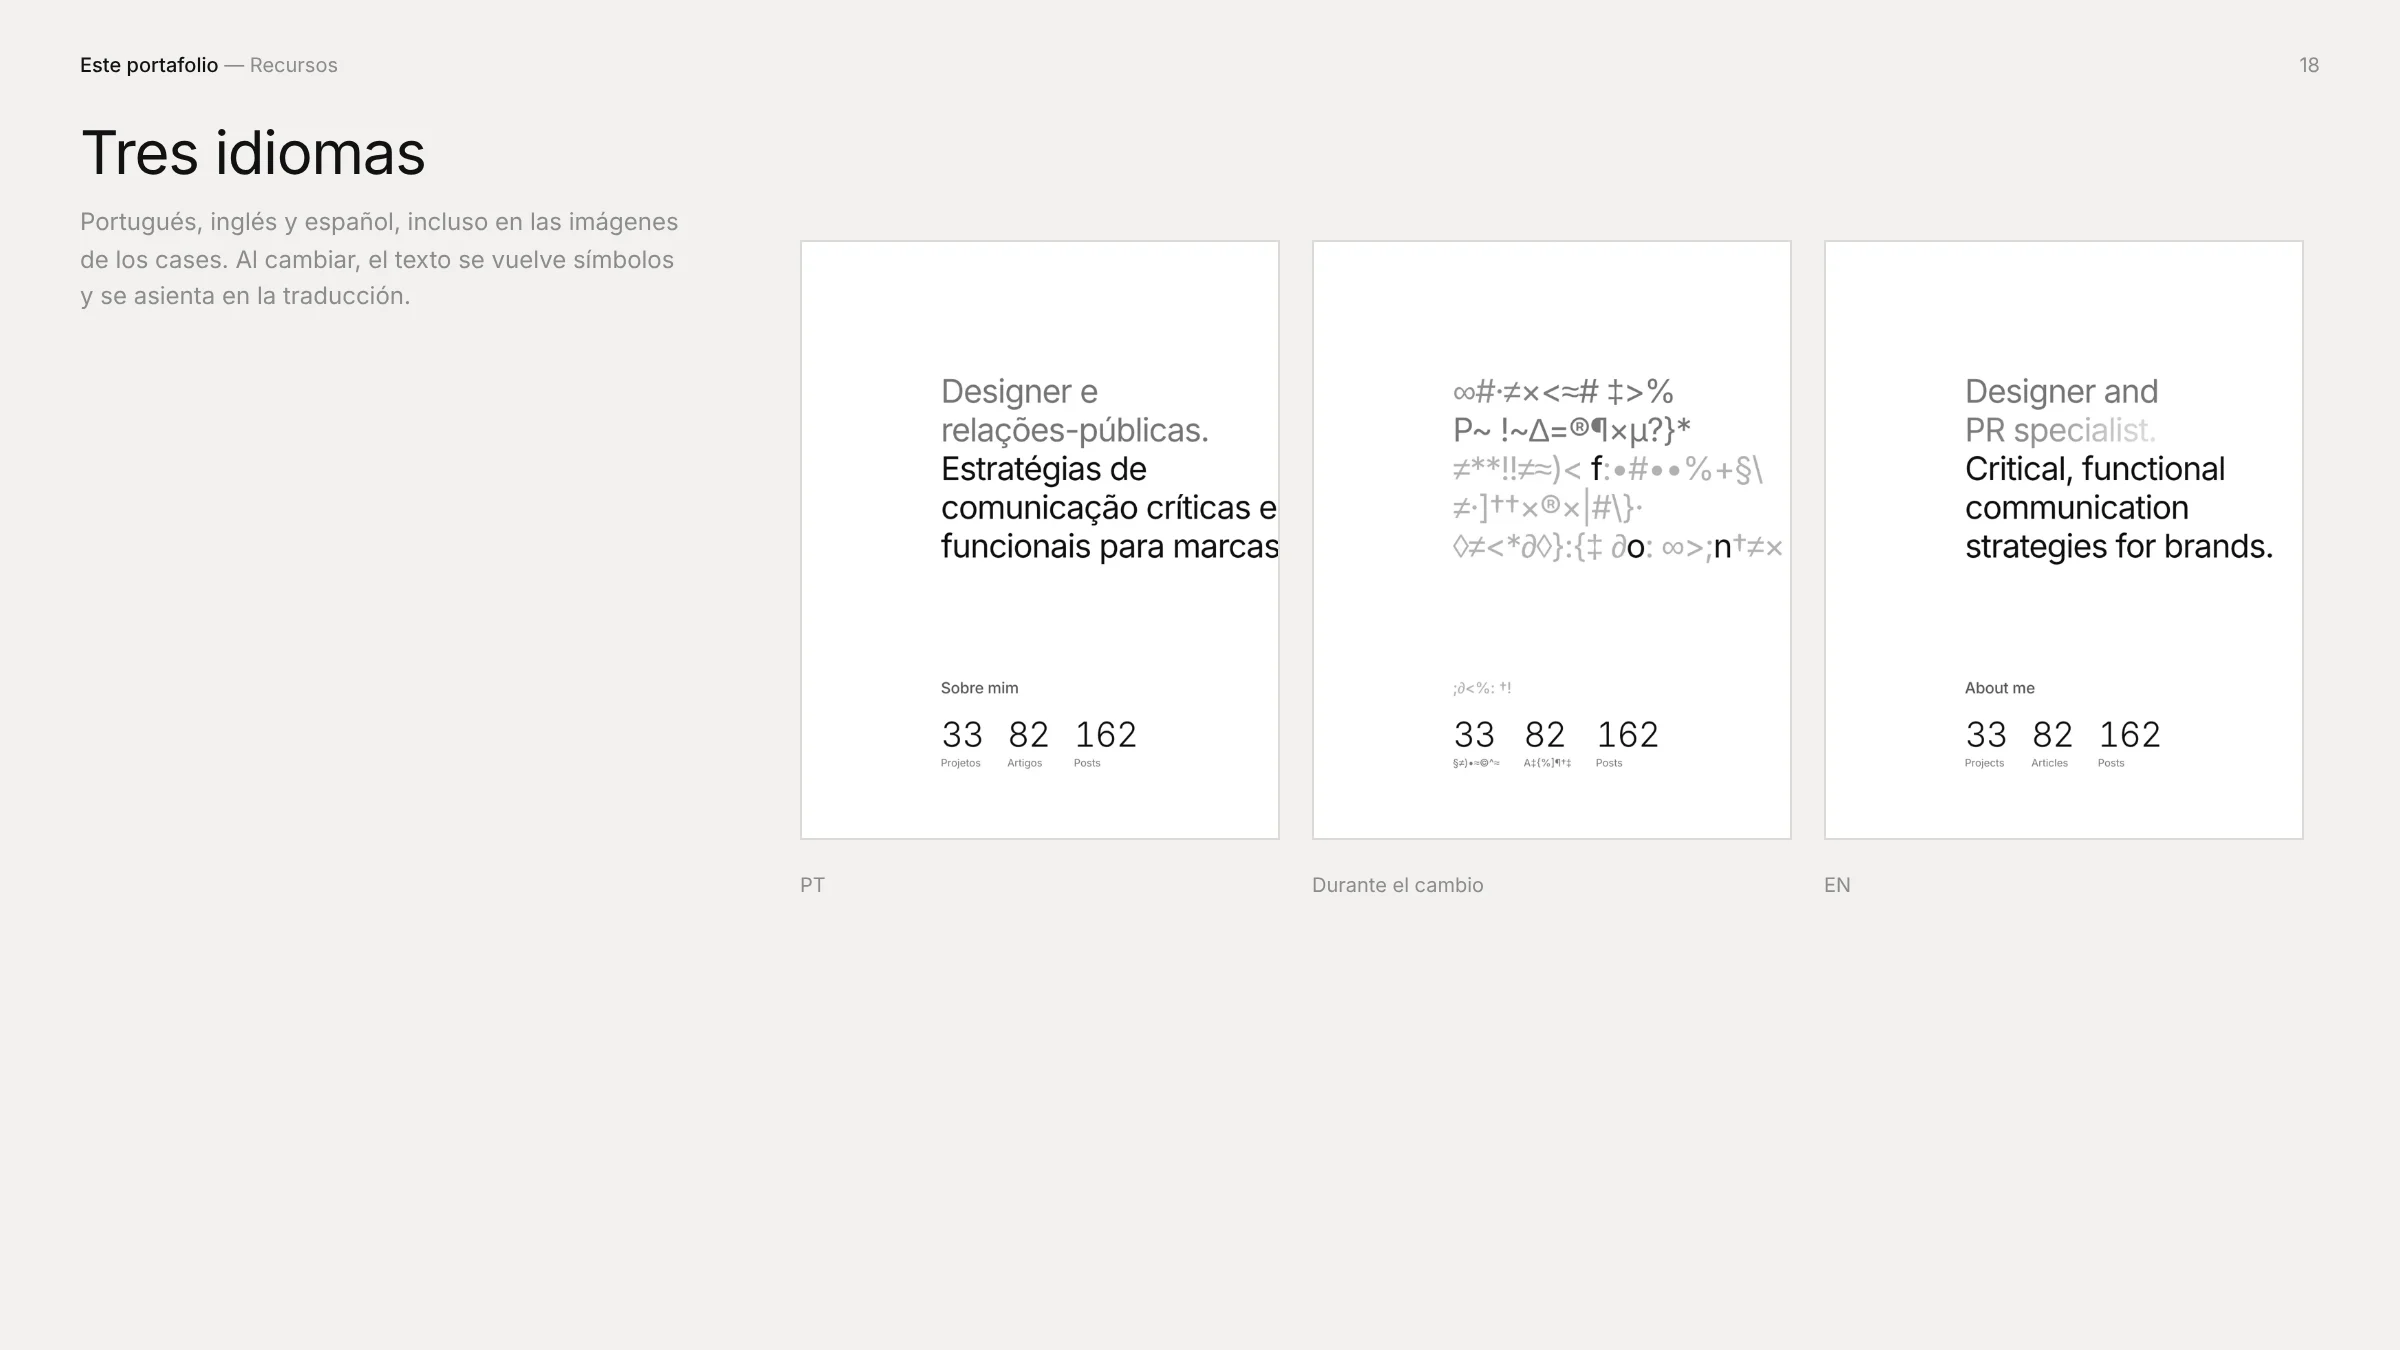 Este portafolio — Recursos
18
Tres idiomas
Portugués, inglés y español, incluso en las imágenes
de los cases. Al cambiar, el texto se vuelve símbolos
y se asienta en la traducción.
Designer e
relações-públicas.
Estratégias de
comunicação críticas e
funcionais para marcas
Sobre mim
33 82 162
Projetos Artigos Posts
PT
∞#·≠×<≈# ‡>%
P~ !~∆=®¶×µ?}*
≠**!!≠≈)< f:•#••%+§\
≠·]††×®×|#\}·
◊≠<*∂◊}:{‡ ∂o: ∞>;n†≠×
;∂<%: †!
33 82 162
Posts
Durante el cambio
Designer and
PR specialist.
Critical, functional
communication
strategies for brands.
About me
33 82 162
Projects Articles Posts
EN